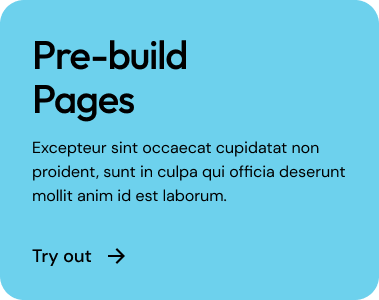 Pre-build
Pages
Excepteur sint occaecat cupidatat non
proident, sunt in culpa qui officia deserunt
mollit anim id est laborum.
Try out →